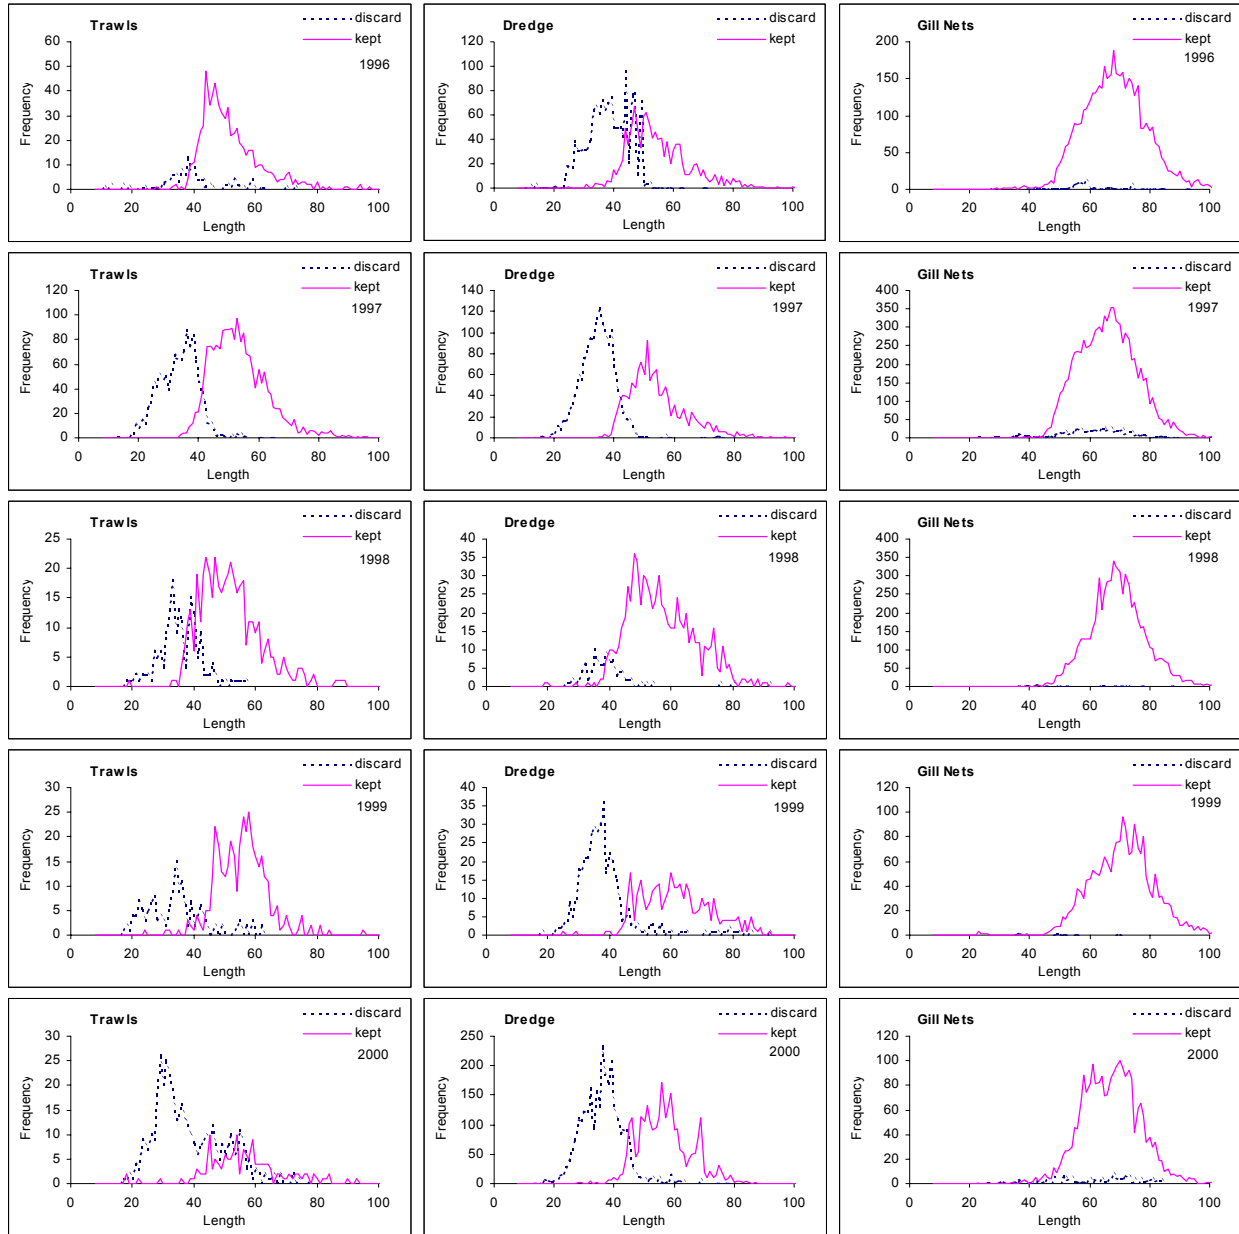 Trawls
discard
kept
1996
60
50
40
30
20
10
0
Frequency
0 20 40 60 80 100
Length
Dredge
discard
kept
1996
120
100
80
60
40
20
0
Frequency
0 20 40 60 80 100
Length
Gill Nets
discard
kept
1996
200
150
100
50
0
Frequency
0 20 40 60 80 100
Length
Trawls
discard
kept
1997
120
100
80
60
40
20
0
Frequency
0 20 40 60 80 100
Length
Dredge
discard
kept
1997
140
120
100
80
60
40
20
0
Frequency
0 20 40 60 80 100
Length
Gill Nets
discard
kept
1997
400
350
300
250
200
150
100
50
0
Frequency
0 20 40 60 80 100
Length
Trawls
discard
kept
1998
25
20
15
10
5
0
Frequency
0 20 40 60 80 100
Length
Dredge
discard
kept
1998
40
35
30
25
20
15
10
5
0
Frequency
0 20 40 60 80 100
Length
Gill Nets
discard
kept
1998
400
350
300
250
200
150
100
50
0
Frequency
0 20 40 60 80 100
Length
Trawls
discard
kept
1999
30
25
20
15
10
5
0
Frequency
0 20 40 60 80 100
Length
Dredge
discard
kept
1999
40
35
30
25
20
15
10
5
0
Frequency
0 20 40 60 80 100
Length
Gill Nets
discard
kept
1999
120
100
80
60
40
20
0
Frequency
0 20 40 60 80 100
Length
Trawls
discard
kept
2000
30
25
20
15
10
5
0
Frequency
0 20 40 60 80 100
Length
Dredge
discard
kept
2000
250
200
150
100
50
0
Frequency
0 20 40 60 80 100
Length
Gill Nets
discard
kept
2000
120
100
80
60
40
20
0
Frequency
0 20 40 60 80 100
Length